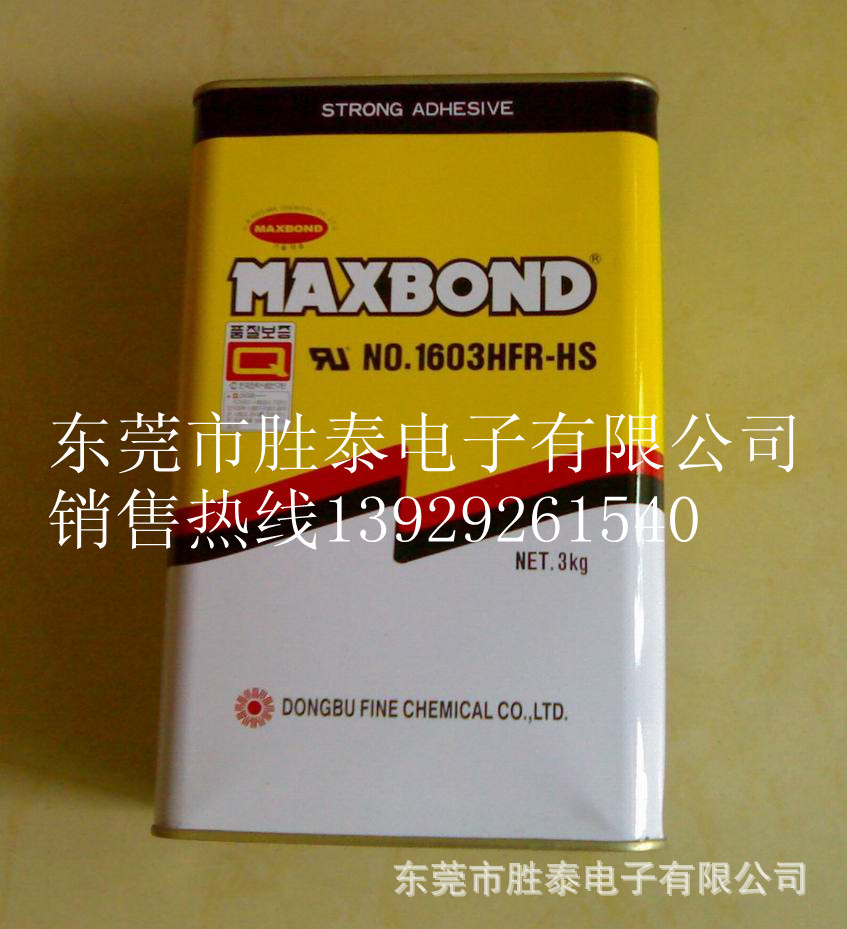 STRONG ADHESIVE
MAXBOND
MAXBOND®
품질보증
Q
NO.1603HFR-HS
东莞市胜泰电子有限公司
销售热线13929261540
NET.3kg
DONGBU FINE CHEMICAL CO.,LTD.
东莞市胜泰电子有限公司